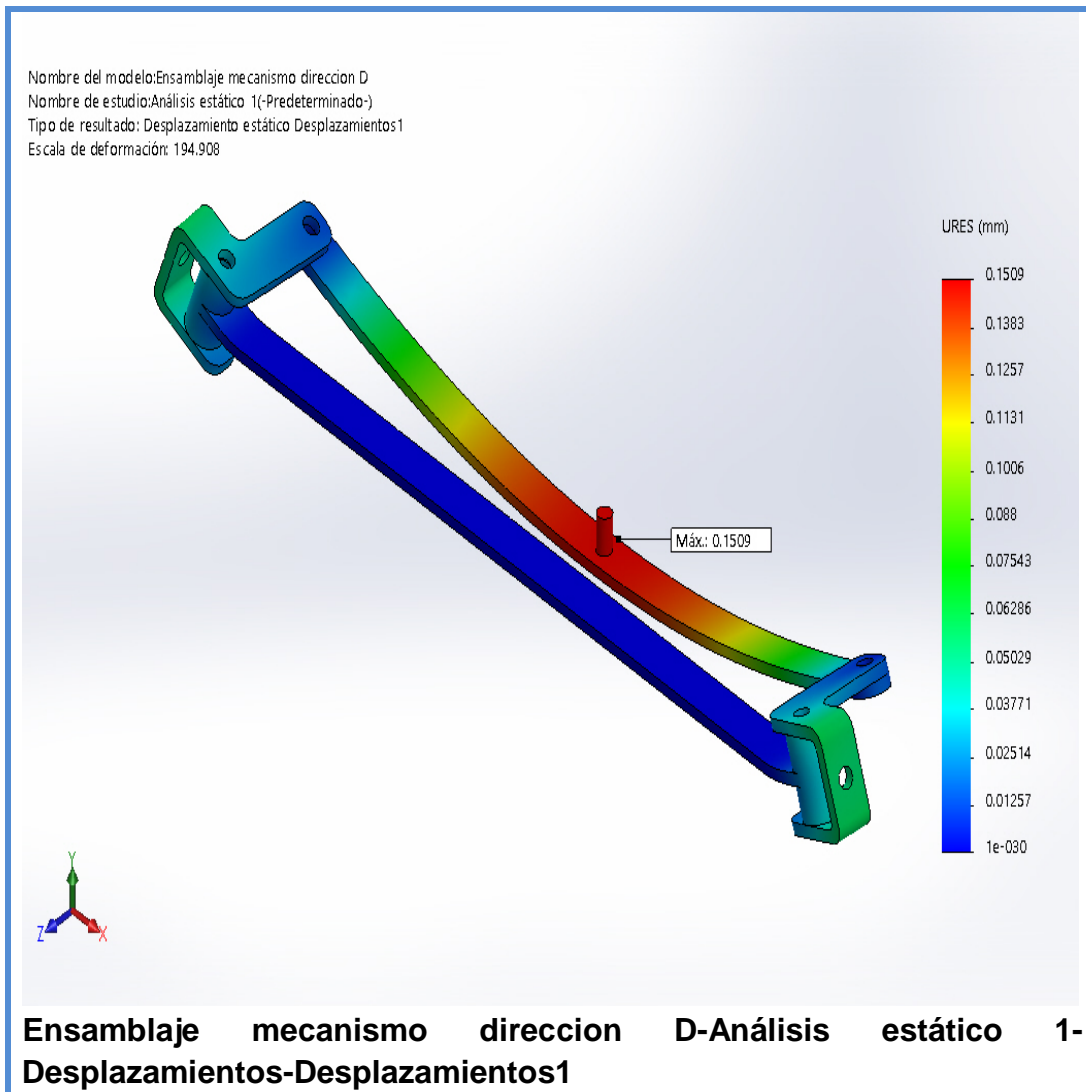 Nombre del modelo:Ensamblaje mecanismo direccion D
Nombre de estudio:Análisis estático 1(-Predeterminado-)
Tipo de resultado: Desplazamiento estático Desplazamientos1
Escala de deformación: 194.908
URES (mm)
0.1509
0.1383
0.1257
0.1131
0.1006
0.088
0.07543
0.06286
0.05029
0.03771
0.02514
0.01257
1e-030
Máx.: 0.1509
Y
Z
X
Ensamblaje mecanismo direccion D-Análisis estático 1-
Desplazamientos-Desplazamientos1